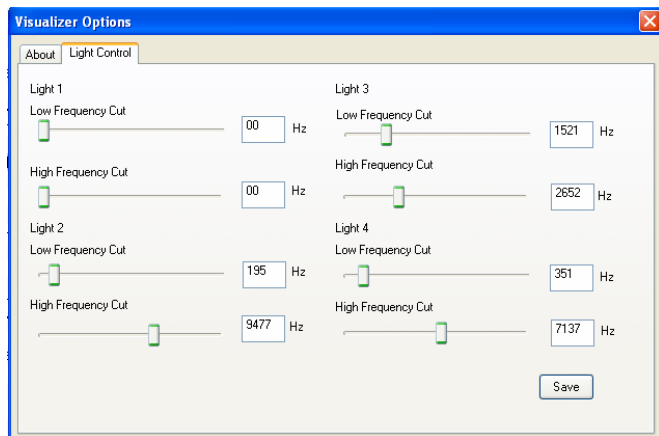 Visualizer Options
About Light Control
Light 1
Low Frequency Cut
00 Hz
High Frequency Cut
00 Hz
Light 2
Low Frequency Cut
195 Hz
High Frequency Cut
9477 Hz
Light 3
Low Frequency Cut
1521 Hz
High Frequency Cut
2652 Hz
Light 4
Low Frequency Cut
351 Hz
High Frequency Cut
7137 Hz
Save